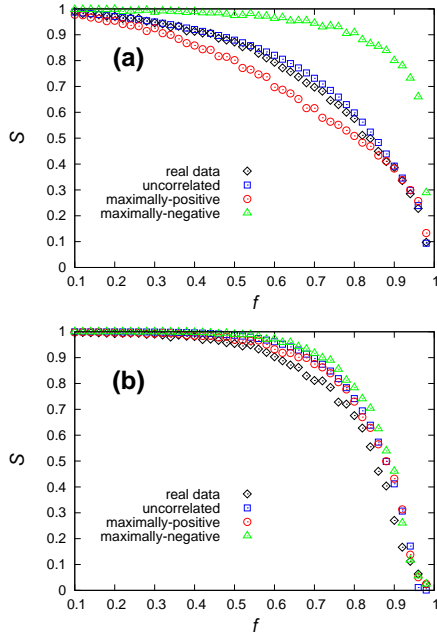 1
0.9
0.8
0.7
0.6
0.5
0.4
0.3
0.2
0.1
0
S
(a)
real data
uncorrelated
maximally-positive
maximally-negative
0.1 0.2 0.3 0.4 0.5 0.6 0.7 0.8 0.9 1
f
1
0.9
0.8
0.7
0.6
0.5
0.4
0.3
0.2
0.1
0
S
(b)
real data
uncorrelated
maximally-positive
maximally-negative
0.1 0.2 0.3 0.4 0.5 0.6 0.7 0.8 0.9 1
f